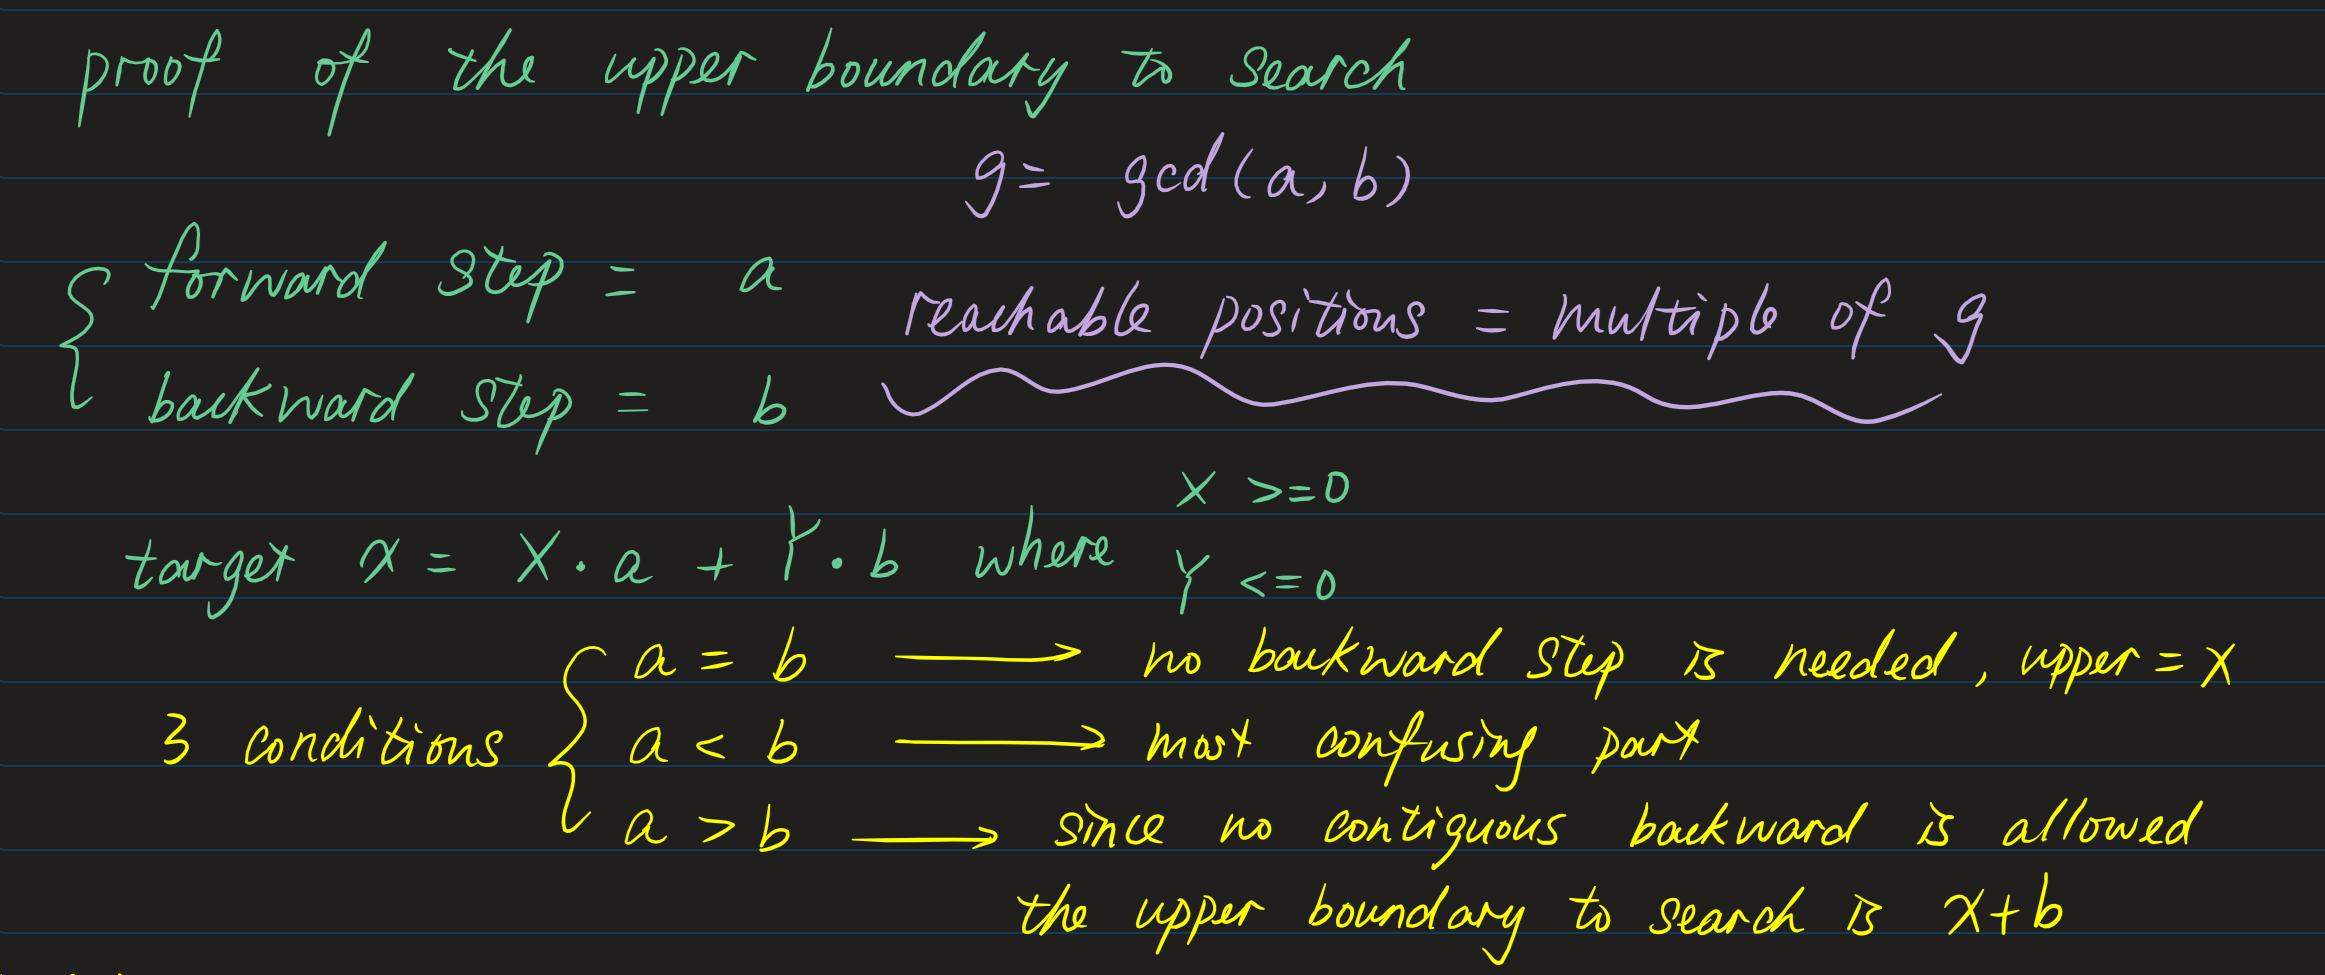 proof of the upper boundary to search
g = gcd(a, b)
forward step = a
reachable positions = multiple of g
backward step = b
X >=0
target x = X · a + Y · b where
Y <=0
a = b → no backward step is needed, upper = x
3 conditions a < b → most confusing part
a > b → since no contiguous backward is allowed
the upper boundary to search is x+b